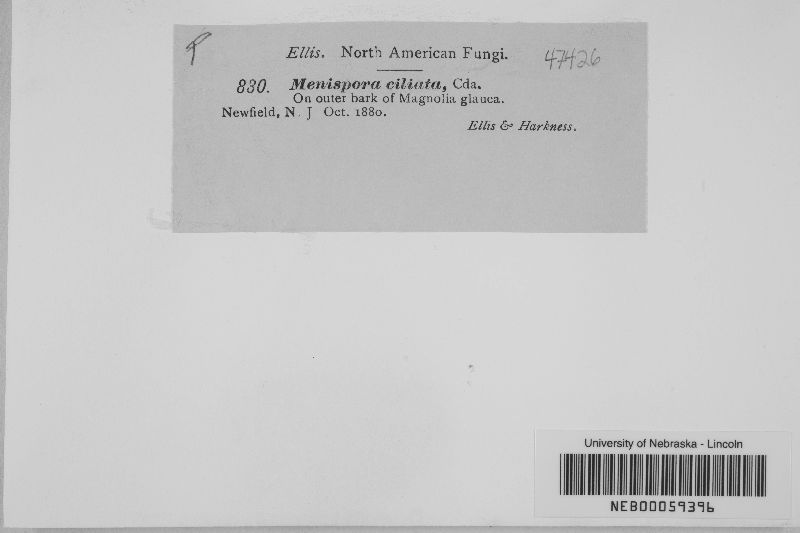 Ellis. North American Fungi.
47426
830. Menispora ciliata, Cda.
On outer bark of Magnolia glauca.
Newfield, N. J Oct. 1880.
Ellis & Harkness.
University of Nebraska - Lincoln
NEB00059396